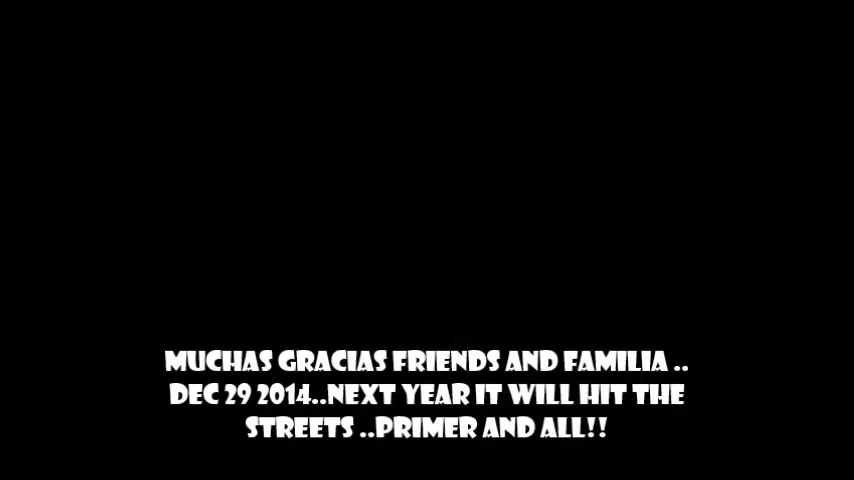 MUCHAS GRACIAS FRIENDS AND FAMILIA ..
DEC 29 2014..NEXT YEAR IT WILL HIT THE
STREETS ..PRIMER AND ALL!!